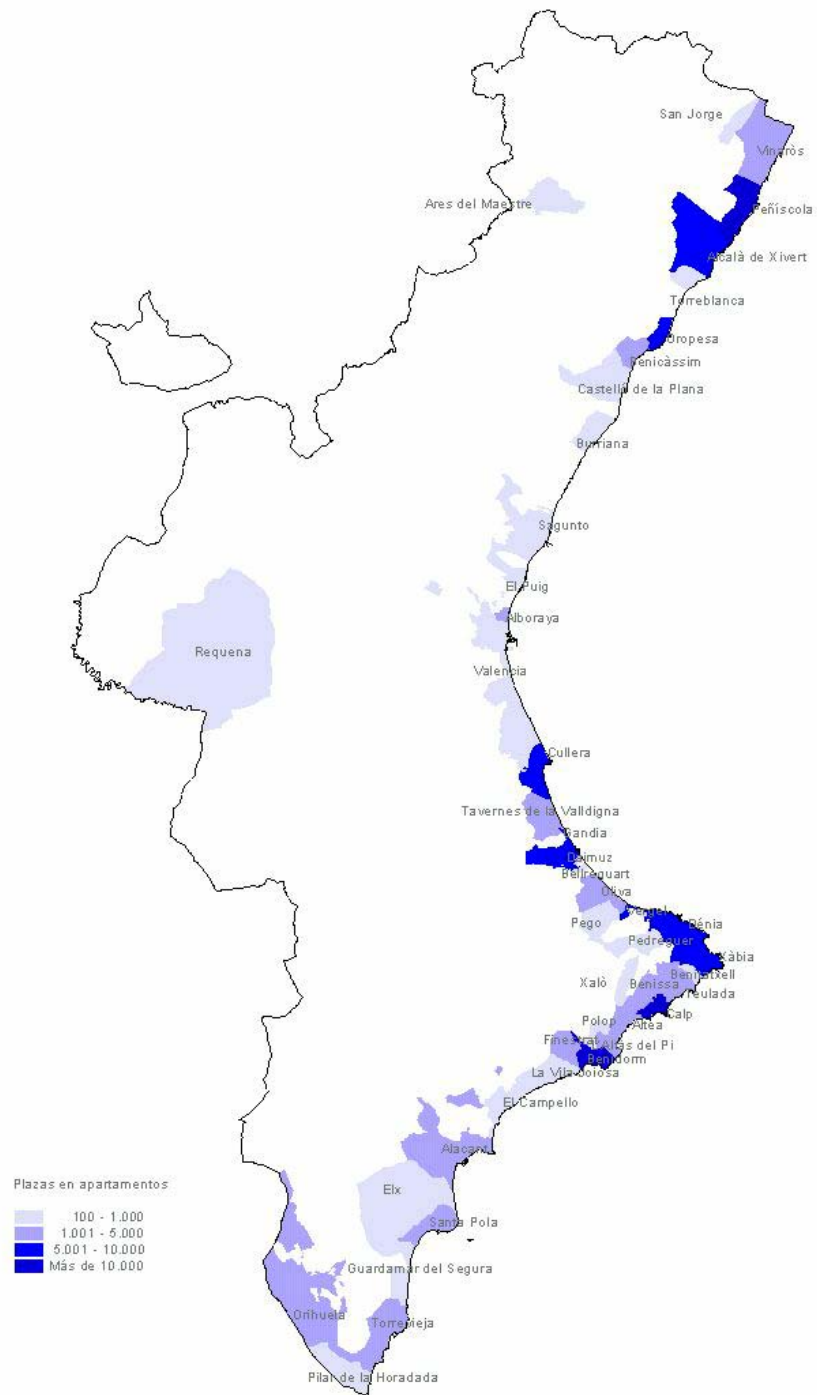 San Jorge
Vinaròs
Ares del Maestre
Peñíscola
Alcalà de Xivert
Torreblanca
Oropesa
Benicàssim
Castelló de la Plana
Burriana
Sagunto
El Puig
Alboraya
Requena
Valencia
Cullera
Tavernes de la Valldigna
Gandia
Daimuz
Bellreguart
Oliva
Vergel
Pego
Dénia
Pedreguer
Xàbia
Benitatxell
Xalò
Benissa
Teulada
Calp
Polop
Altea
Finestrat
L'Alfas del Pi
Benidorm
La Vila Joiosa
El Campello
Alacant
Elx
Santa Pola
Guardamar del Segura
Orihuela
Torrevieja
Pilar de la Horadada
Plazas en apartamentos
100 - 1.000
1.001 - 5.000
5.001 - 10.000
Más de 10.000